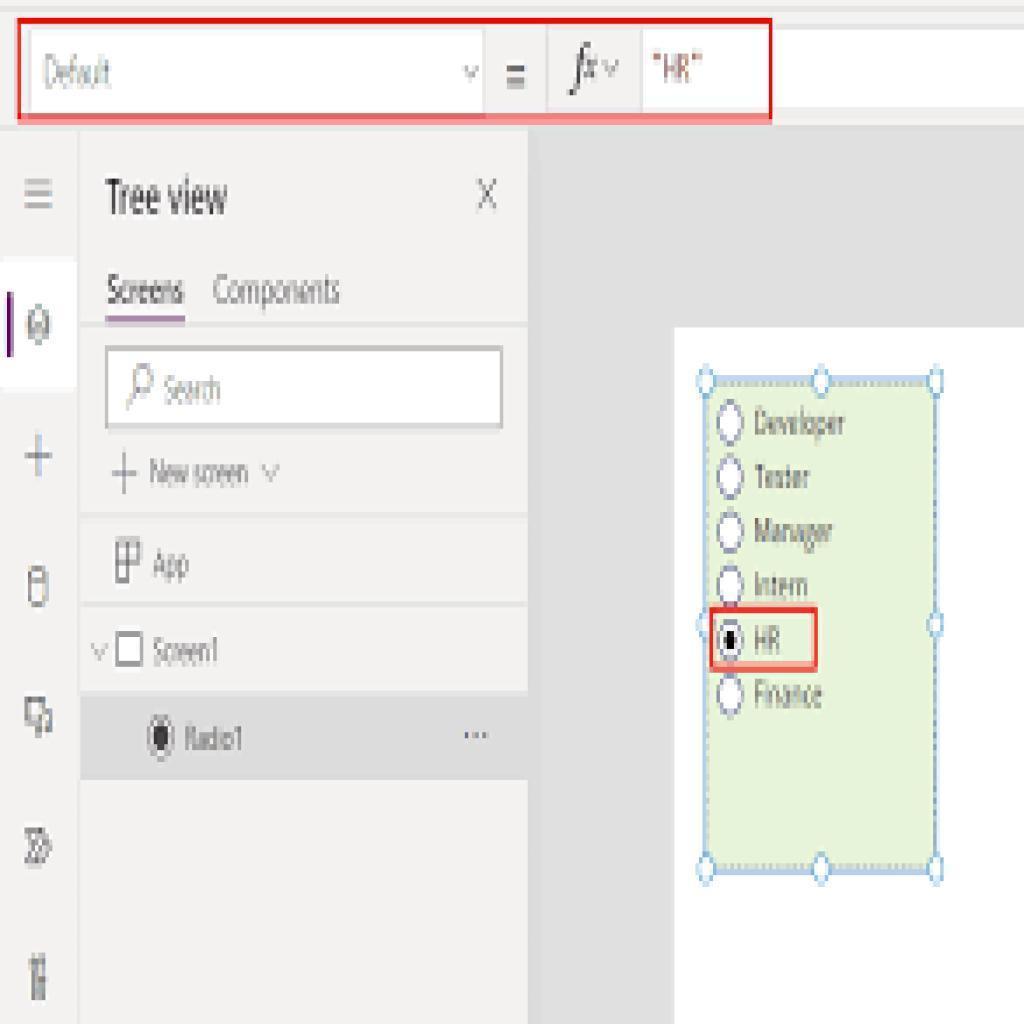 Default = fx "HR"
Tree view
Screens Components
Search
New screen
App
Screen1
Radio1
Developer
Tester
Manager
Intern
HR
Finance